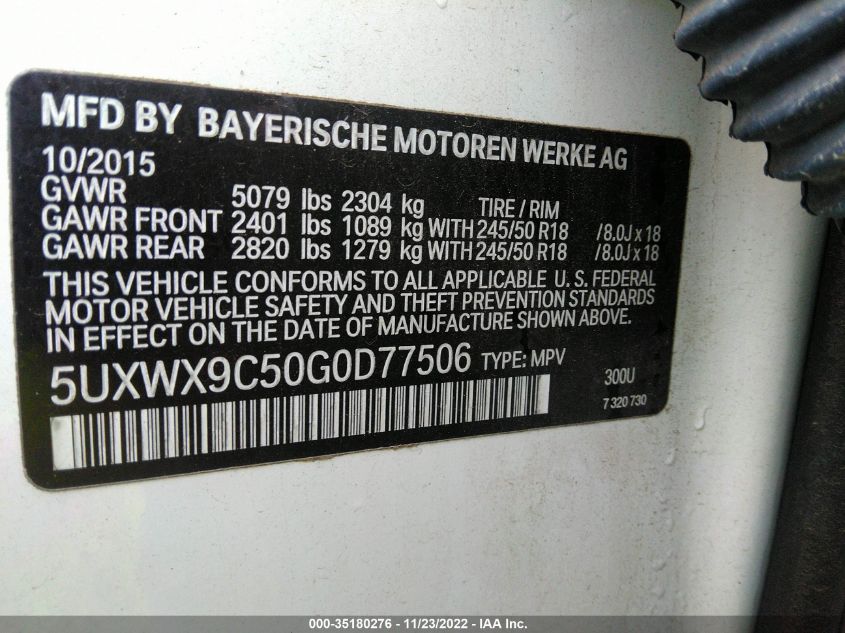 MFD BY BAYERISCHE MOTOREN WERKE AG
10/2015
GVWR 5079 lbs 2304 kg TIRE / RIM
GAWR FRONT 2401 lbs 1089 kg WITH 245/50 R18 /8.0J x 18
GAWR REAR 2820 lbs 1279 kg WITH 245/50 R18 /8.0J x 18
THIS VEHICLE CONFORMS TO ALL APPLICABLE U. S. FEDERAL
MOTOR VEHICLE SAFETY AND THEFT PREVENTION STANDARDS
IN EFFECT ON THE DATE OF MANUFACTURE SHOWN ABOVE.
5UXWX9C50G0D77506 TYPE: MPV
300U
7 320 730
000-35180276 - 11/23/2022 - IAA Inc.